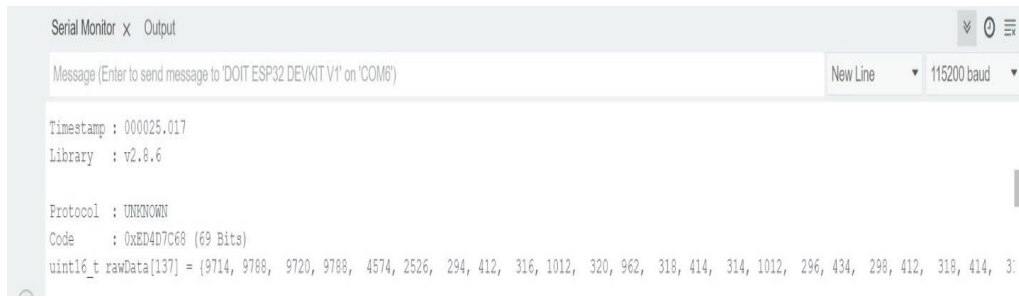 Serial Monitor x Output
Message (Enter to send message to 'DOIT ESP32 DEVKIT V1' on 'COM6')
New Line 115200 baud
Timestamp : 000025.017
Library : v2.8.6
Protocol : UNKNOWN
Code : 0xED4D7C68 (69 Bits)
uint16_t rawData[137] = {9714, 9788, 9720, 9788, 4574, 2526, 294, 412, 316, 1012, 320, 962, 318, 414, 314, 1012, 296, 434, 298, 412, 318, 414,